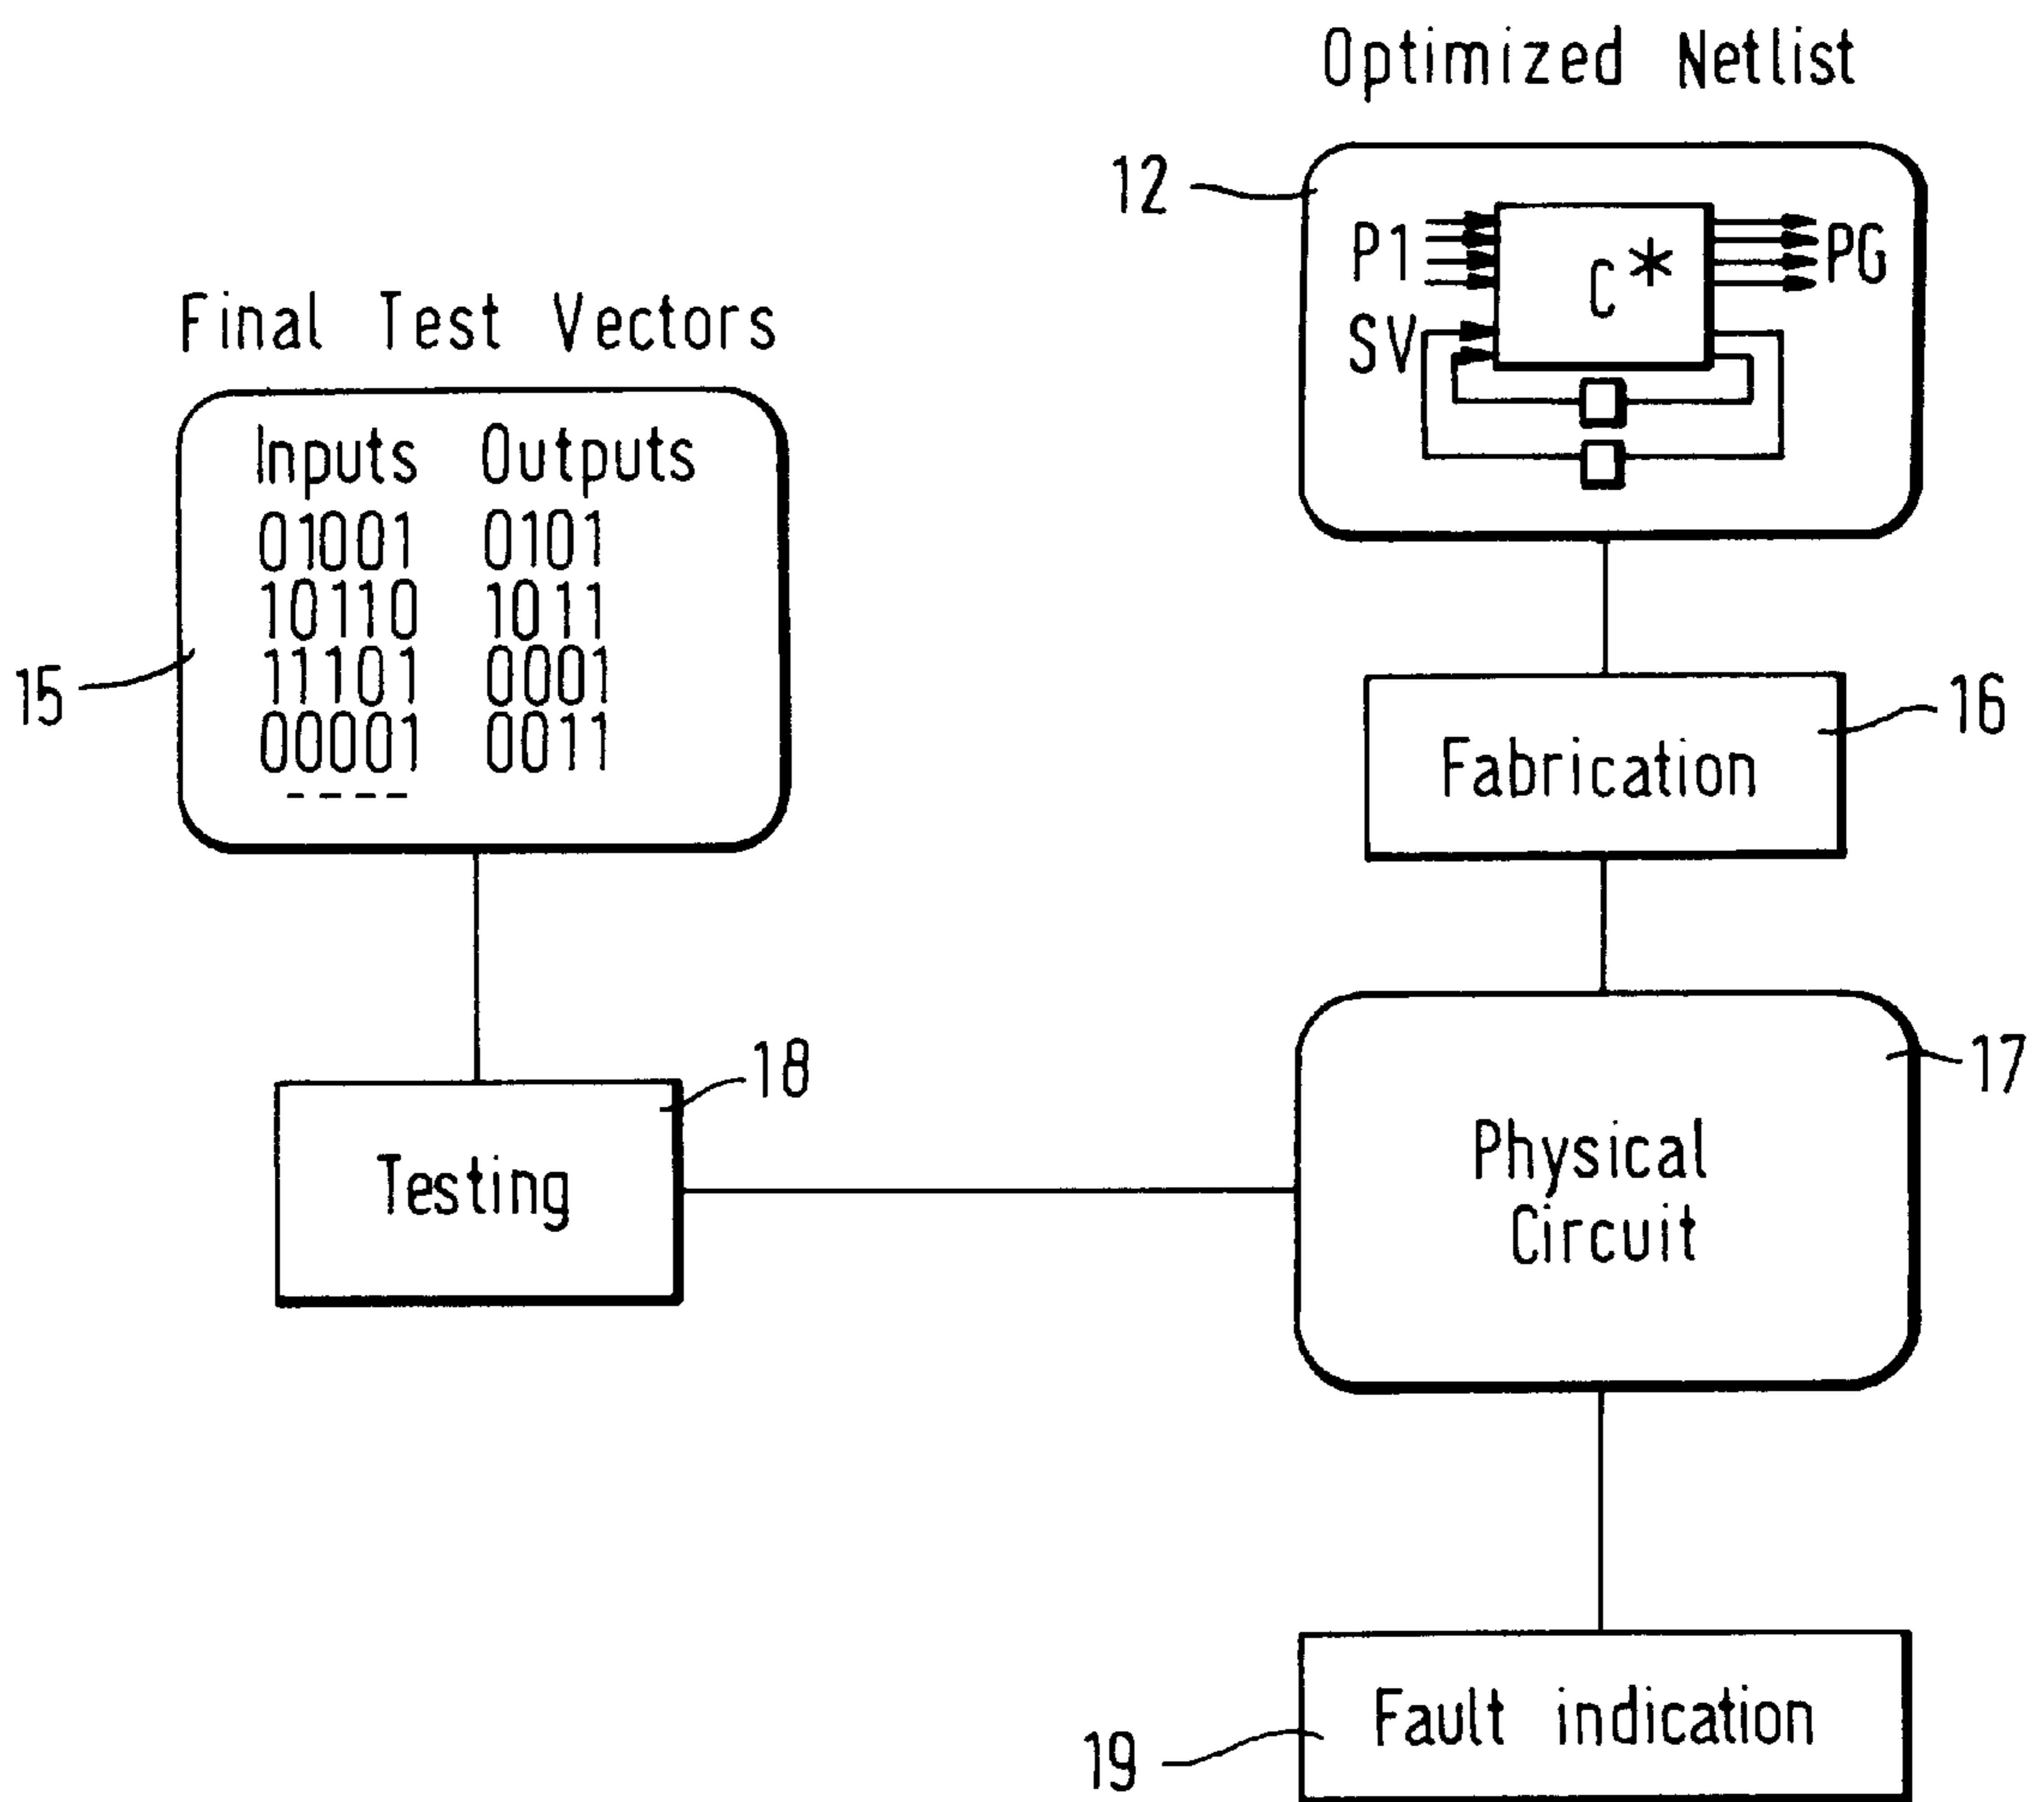 Optimized Netlist
12
P1
C*
PG
SV
Final Test Vectors
Inputs Outputs
01001 0101
10110 1011
11101 0001
00001 0011
----
15
16
Fabrication
17
Physical
Circuit
18
Testing
19
Fault indication